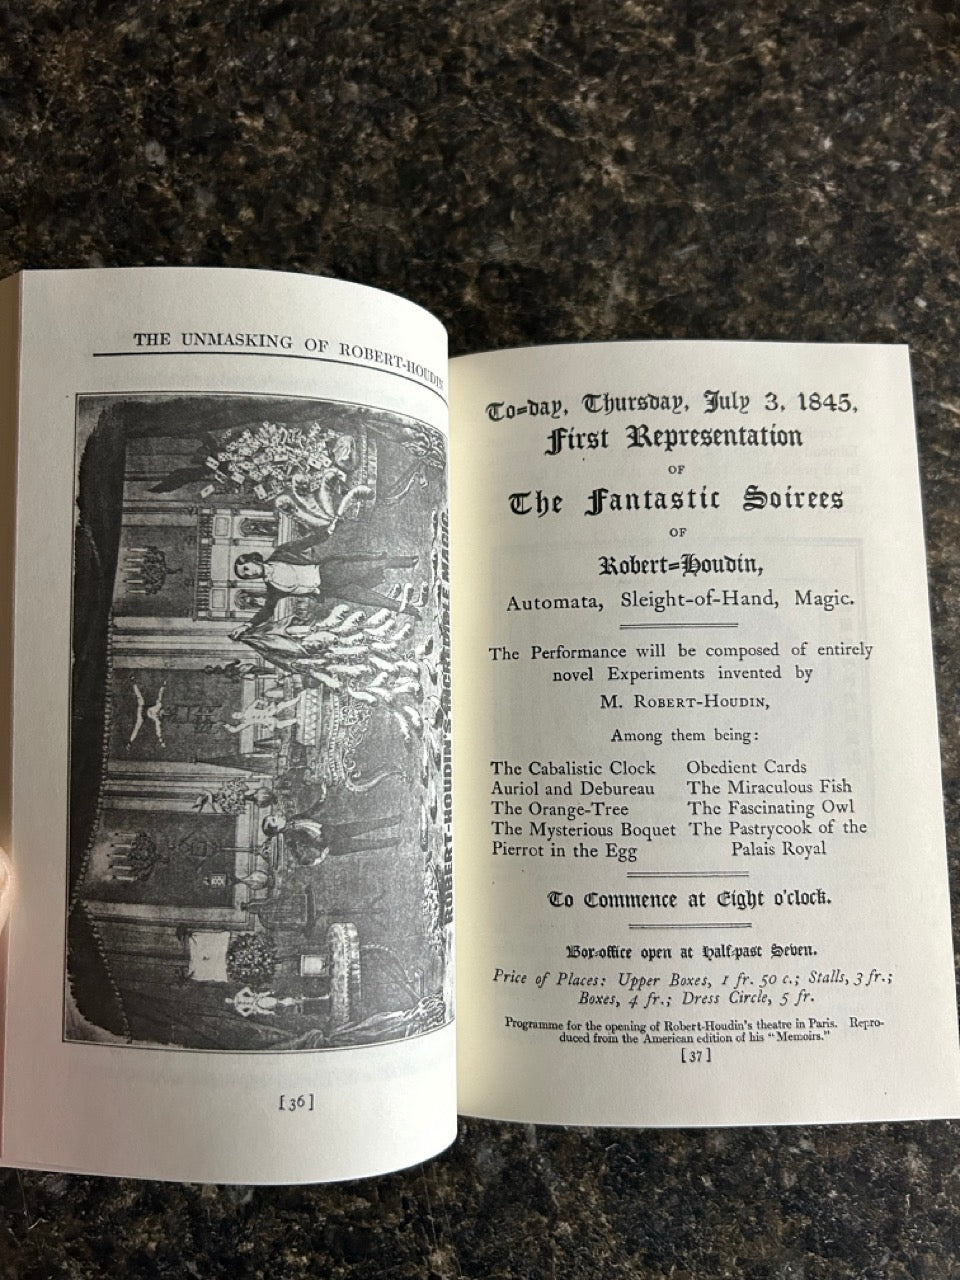 THE UNMASKING OF ROBERT-HOUDIN
ROBERT-HOUDIN'S MAGIC.
[36]
To=day, Thursday, July 3, 1845,
First Representation
OF
The Fantastic Soirees
OF
Robert=Houdin,
Automata, Sleight-of-Hand, Magic.
The Performance will be composed of entirely
novel Experiments invented by
M. ROBERT-HOUDIN,
Among them being:
The Cabalistic Clock
Auriol and Debureau
The Orange-Tree
The Mysterious Boquet
Pierrot in the Egg
Obedient Cards
The Miraculous Fish
The Fascinating Owl
The Pastrycook of the
Palais Royal
To Commence at Eight o'clock.
Box-office open at half-past Seven.
Price of Places: Upper Boxes, 1 fr. 50 c.; Stalls, 3 fr.;
Boxes, 4 fr.; Dress Circle, 5 fr.
Programme for the opening of Robert-Houdin's theatre in Paris. Repro-
duced from the American edition of his "Memoirs."
[37]